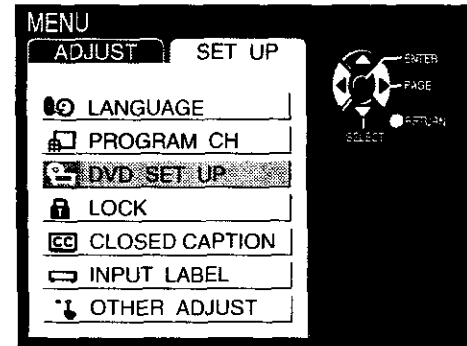 MENU
ADJUST SET UP
LANGUAGE
PROGRAM CH
DVD SET UP
LOCK
CC CLOSED CAPTION
INPUT LABEL
OTHER ADJUST
ENTER
PAGE
RETURN
SELECT